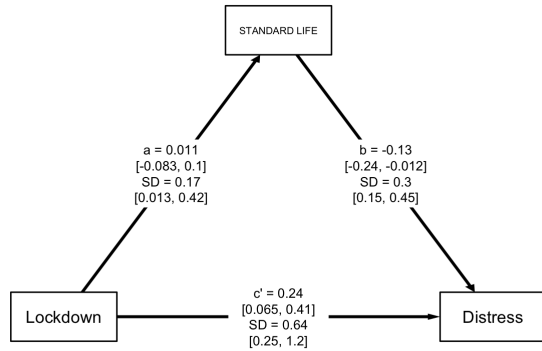 STANDARD LIFE
a = 0.011
[-0.083, 0.1]
SD = 0.17
[0.013, 0.42]
b = -0.13
[-0.24, -0.012]
SD = 0.3
[0.15, 0.45]
Lockdown
c' = 0.24
[0.065, 0.41]
SD = 0.64
[0.25, 1.2]
Distress